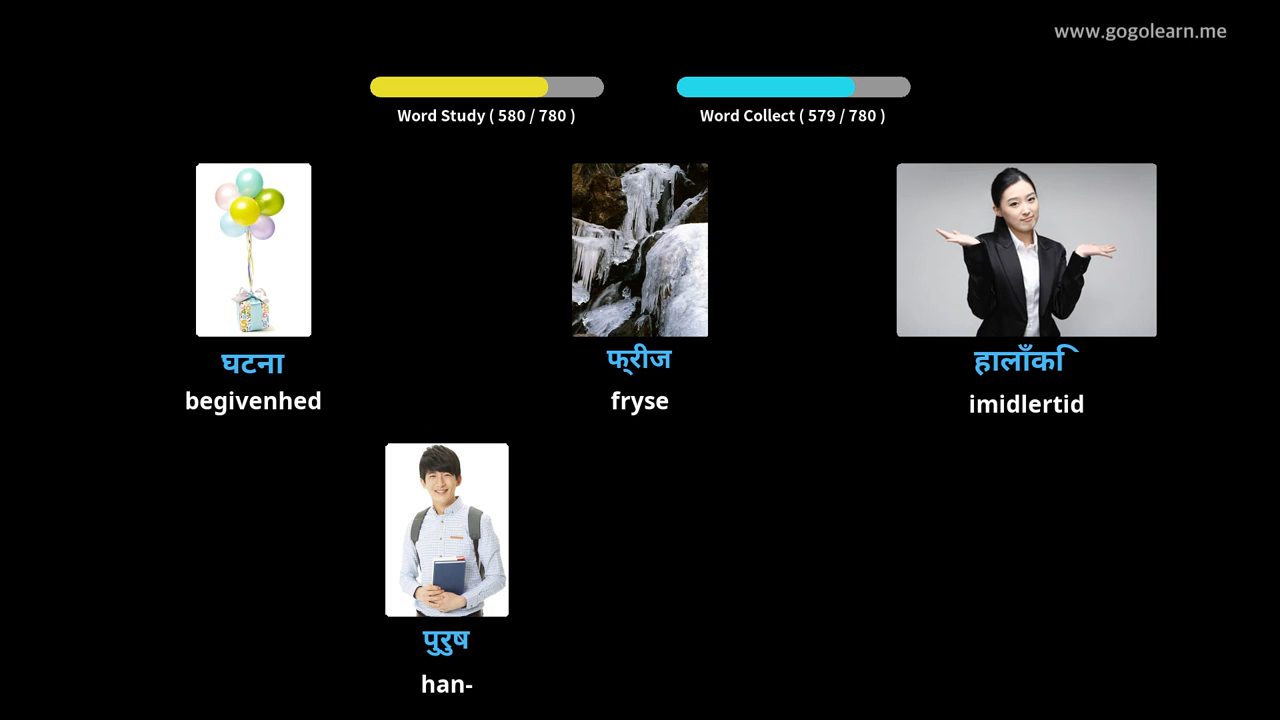 www.gogolearn.me
Word Study ( 580 / 780 )
Word Collect ( 579 / 780 )
घटना
begivenhed
फ्रीज
fryse
हालाँकि
imidlertid
पुरुष
han-